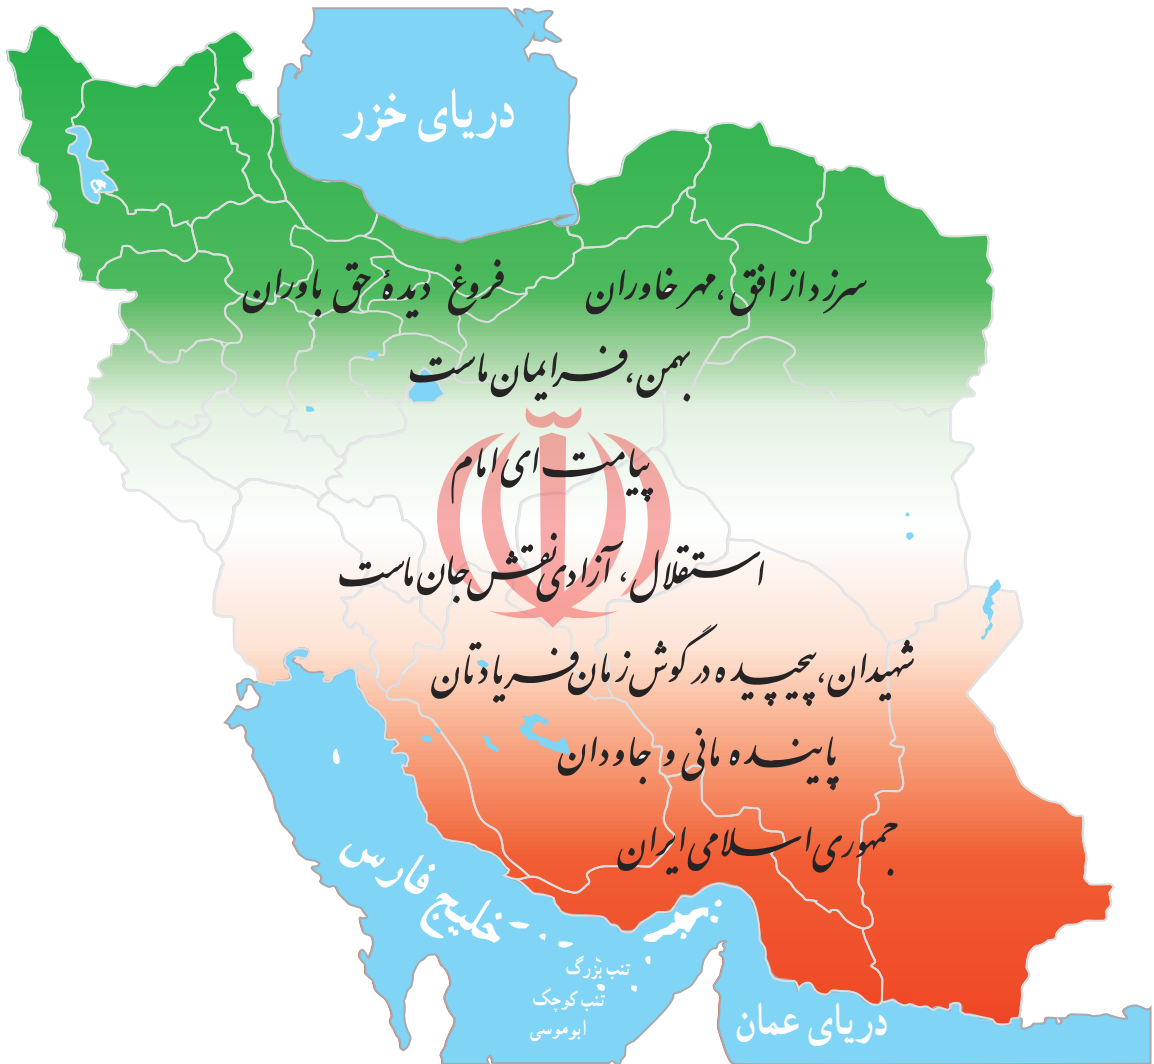 دریای خزر
سرزد از افق، مهر خاوران    فروغ دیدهٔ حق باوران
بهمن، فر ایمان ماست
پیامت ای امام
استقلال، آزادی نقش جان ماست
شهیدان، پیچیده در گوش زمان فریادتان
پاینده مانی و جاودان
جمهوری اسلامی ایران
خلیج فارس
تنب بزرگ
تنب کوچک
ابوموسی
دریای عمان